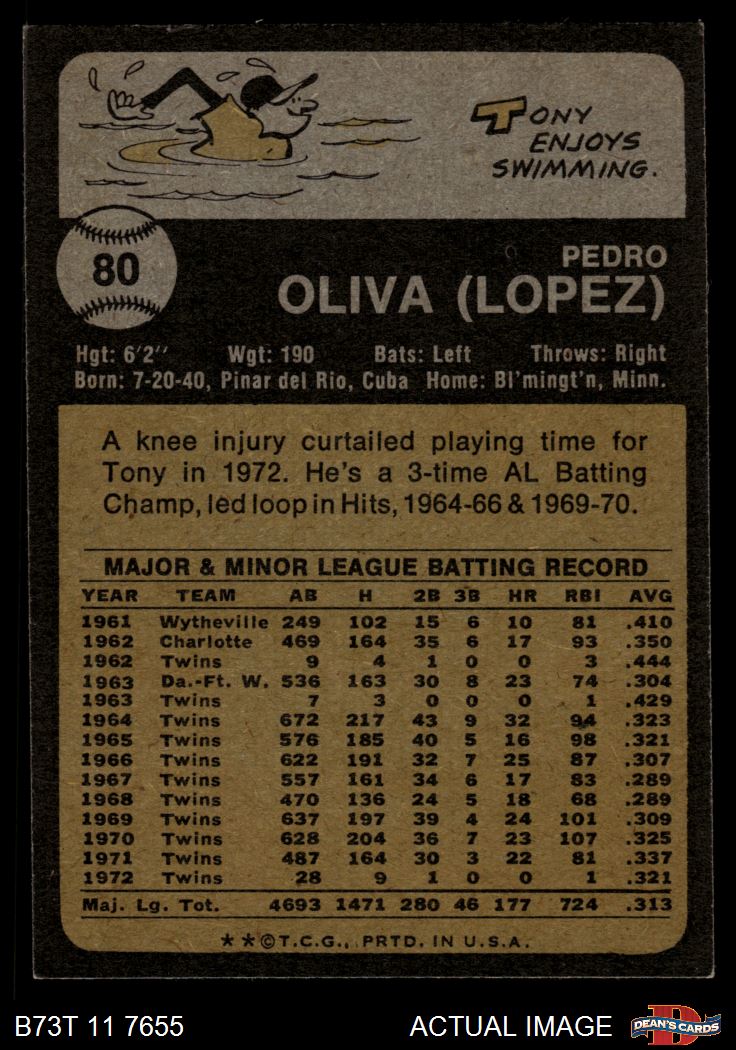 TONY
ENJOYS
SWIMMING.
80
PEDRO
OLIVA (LOPEZ)
Hgt: 6'2'' Wgt: 190 Bats: Left Throws: Right
Born: 7-20-40, Pinar del Rio, Cuba Home: Bl'mingt'n, Minn.
A knee injury curtailed playing time for
Tony in 1972. He's a 3-time AL Batting
Champ, led loop in Hits, 1964-66 & 1969-70.
MAJOR & MINOR LEAGUE BATTING RECORD
YEAR TEAM AB H 2B 3B HR RBI AVG
1961 Wytheville 249 102 15 6 10 81 .410
1962 Charlotte 469 164 35 6 17 93 .350
1962 Twins 9 4 1 0 0 3 .444
1963 Da.-Ft. W. 536 163 30 8 23 74 .304
1963 Twins 7 3 0 0 0 1 .429
1964 Twins 672 217 43 9 32 94 .323
1965 Twins 576 185 40 5 16 98 .321
1966 Twins 622 191 32 7 25 87 .307
1967 Twins 557 161 34 6 17 83 .289
1968 Twins 470 136 24 5 18 68 .289
1969 Twins 637 197 39 4 24 101 .309
1970 Twins 628 204 36 7 23 107 .325
1971 Twins 487 164 30 3 22 81 .337
1972 Twins 28 9 1 0 0 1 .321
Maj. Lg. Tot. 4693 1471 280 46 177 724 .313
★ ★ © T.C.G., PRTD. IN U.S.A.
B73T 11 7655 ACTUAL IMAGE DEAN'S CARDS